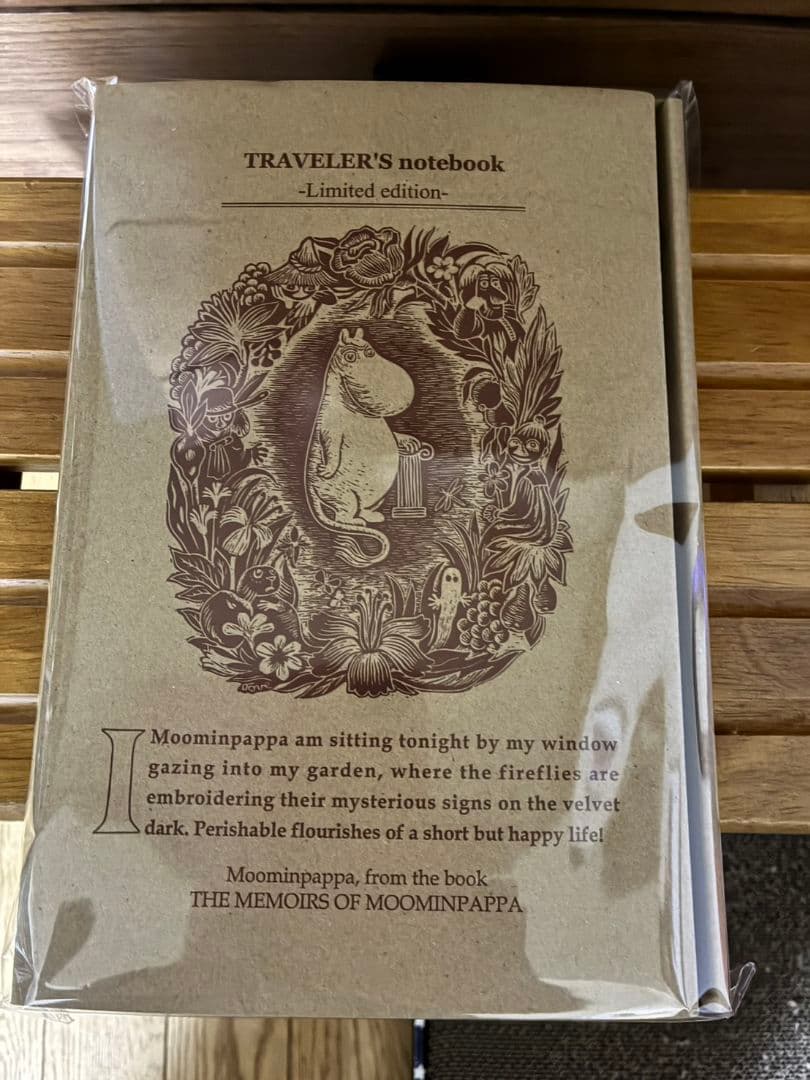 TRAVELER'S notebook
-Limited edition-
I Moominpappa am sitting tonight by my window
gazing into my garden, where the fireflies are
embroidering their mysterious signs on the velvet
dark. Perishable flourishes of a short but happy life!
Moominpappa, from the book
THE MEMOIRS OF MOOMINPAPPA